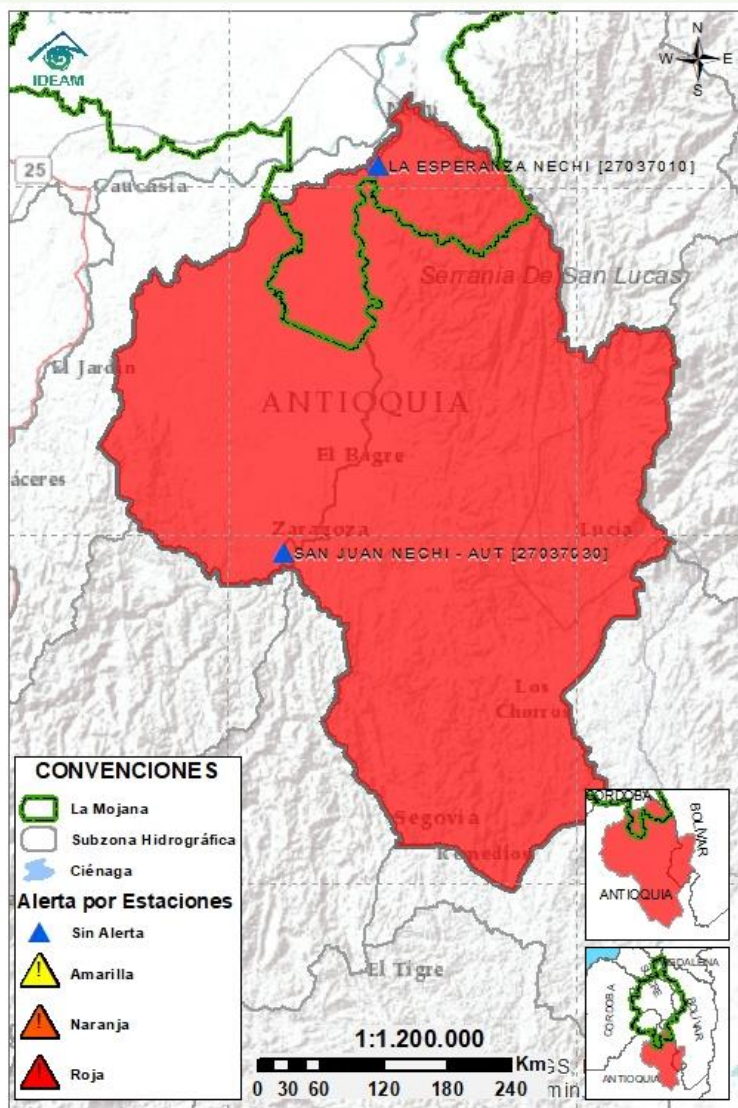 IDEAM
N
W E
S
25
Caucasia
LA ESPERANZA NECHI [27037010]
Serrania De San Lucas
El Jardin
ANTIOQUIA
El Bagre
áceres
Zaragoza
Lucia
SAN JUAN NECHI - AUT [27037030]
Los
Chorros
Segovia
Remedios
El Tigre
CONVENCIONES
La Mojana
Subzona Hidrográfica
Ciénaga
Alerta por Estaciones
Sin Alerta
Amarilla
Naranja
Roja
1:1.200.000
Km
0 30 60 120 180 240
CORDOBA
BOLÍVAR
ANTIOQUIA
CORDOBA
BOLIVAR
ANTIOQUIA